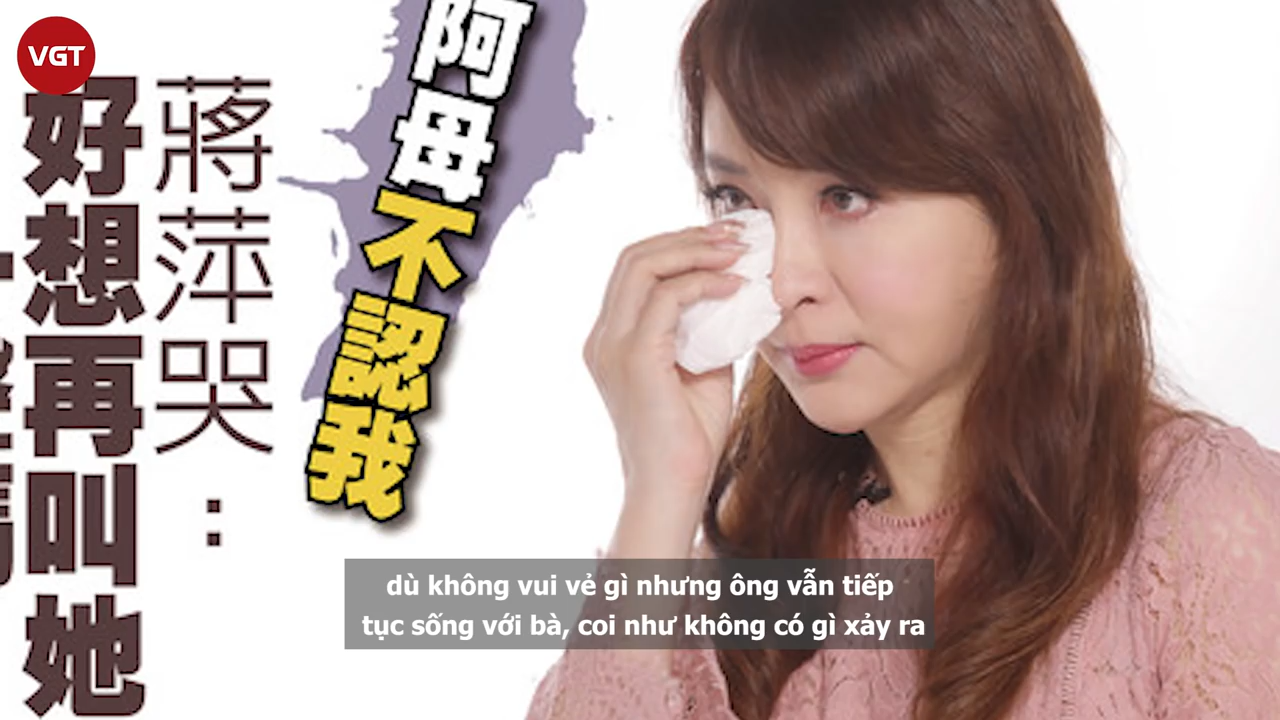 VGT
阿母不認我
蔣萍哭：
好想再叫她
dù không vui vẻ gì nhưng ông vẫn tiếp
tục sống với bà, coi như không có gì xảy ra